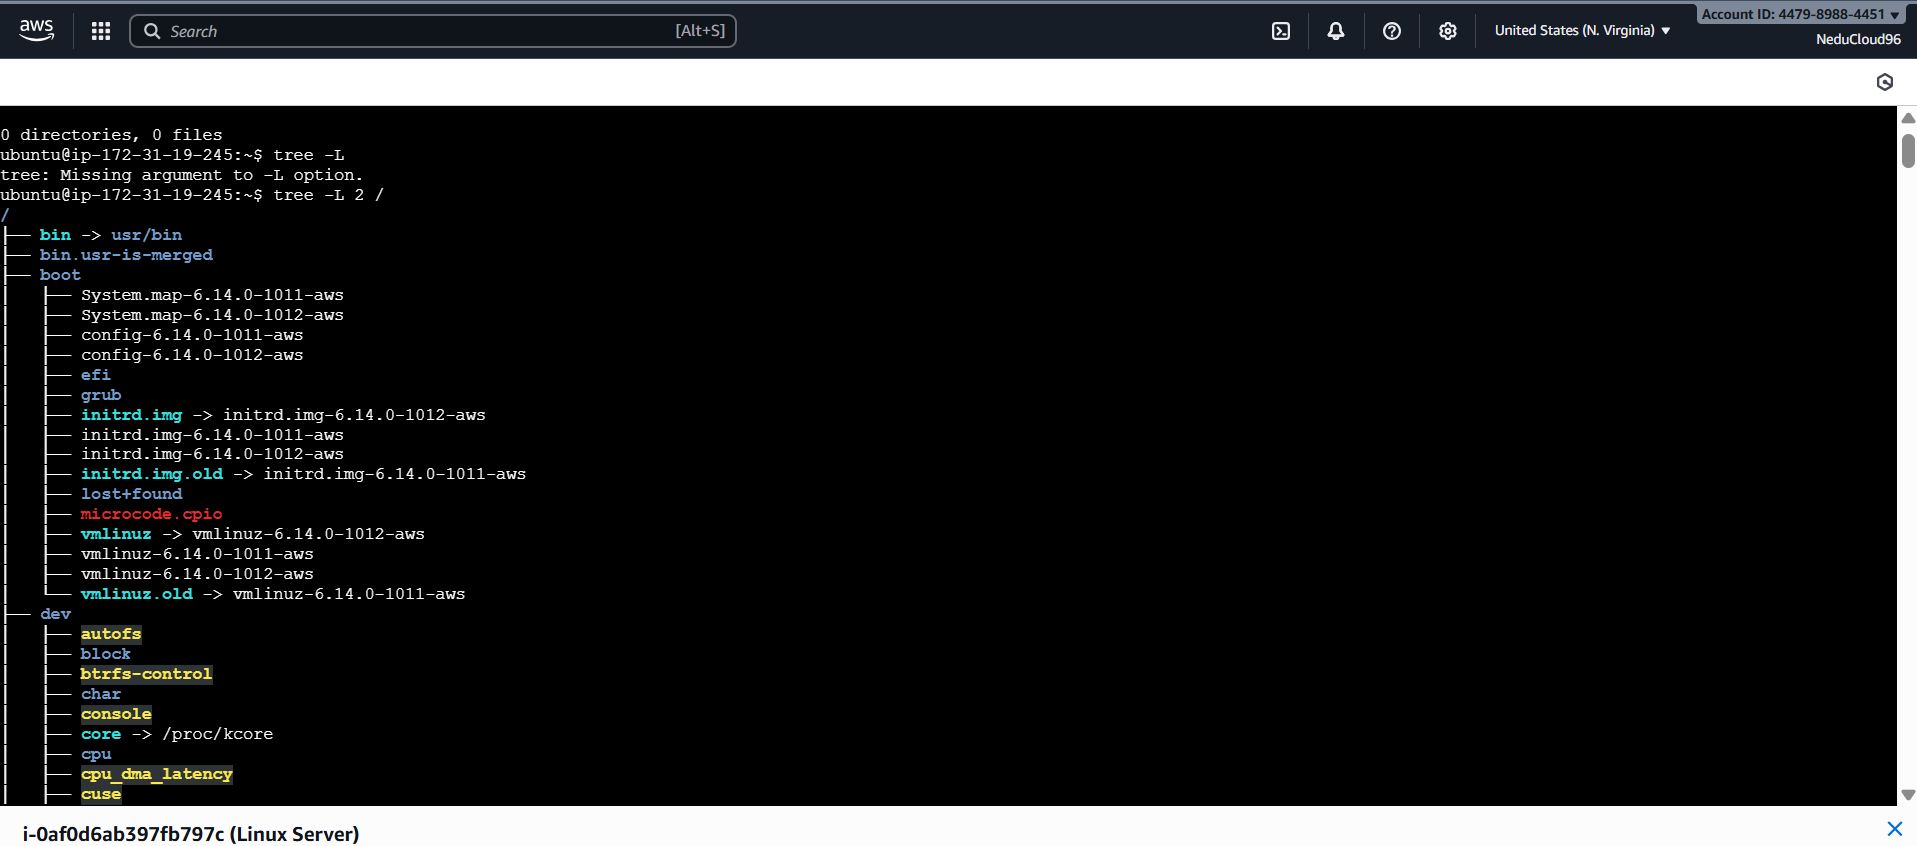 aws
Search [Alt+S]
United States (N. Virginia)
Account ID: 4479-8988-4451
NeduCloud96
0 directories, 0 files
ubuntu@ip-172-31-19-245:~$ tree -L
tree: Missing argument to -L option.
ubuntu@ip-172-31-19-245:~$ tree -L 2 /
/
├── bin -> usr/bin
├── bin.usr-is-merged
├── boot
│   ├── System.map-6.14.0-1011-aws
│   ├── System.map-6.14.0-1012-aws
│   ├── config-6.14.0-1011-aws
│   ├── config-6.14.0-1012-aws
│   ├── efi
│   ├── grub
│   ├── initrd.img -> initrd.img-6.14.0-1012-aws
│   ├── initrd.img-6.14.0-1011-aws
│   ├── initrd.img-6.14.0-1012-aws
│   ├── initrd.img.old -> initrd.img-6.14.0-1011-aws
│   ├── lost+found
│   ├── microcode.cpio
│   ├── vmlinuz -> vmlinuz-6.14.0-1012-aws
│   ├── vmlinuz-6.14.0-1011-aws
│   ├── vmlinuz-6.14.0-1012-aws
│   └── vmlinuz.old -> vmlinuz-6.14.0-1011-aws
├── dev
│   ├── autofs
│   ├── block
│   ├── btrfs-control
│   ├── char
│   ├── console
│   ├── core -> /proc/kcore
│   ├── cpu
│   ├── cpu_dma_latency
│   ├── cuse
i-0af0d6ab397fb797c (Linux Server)